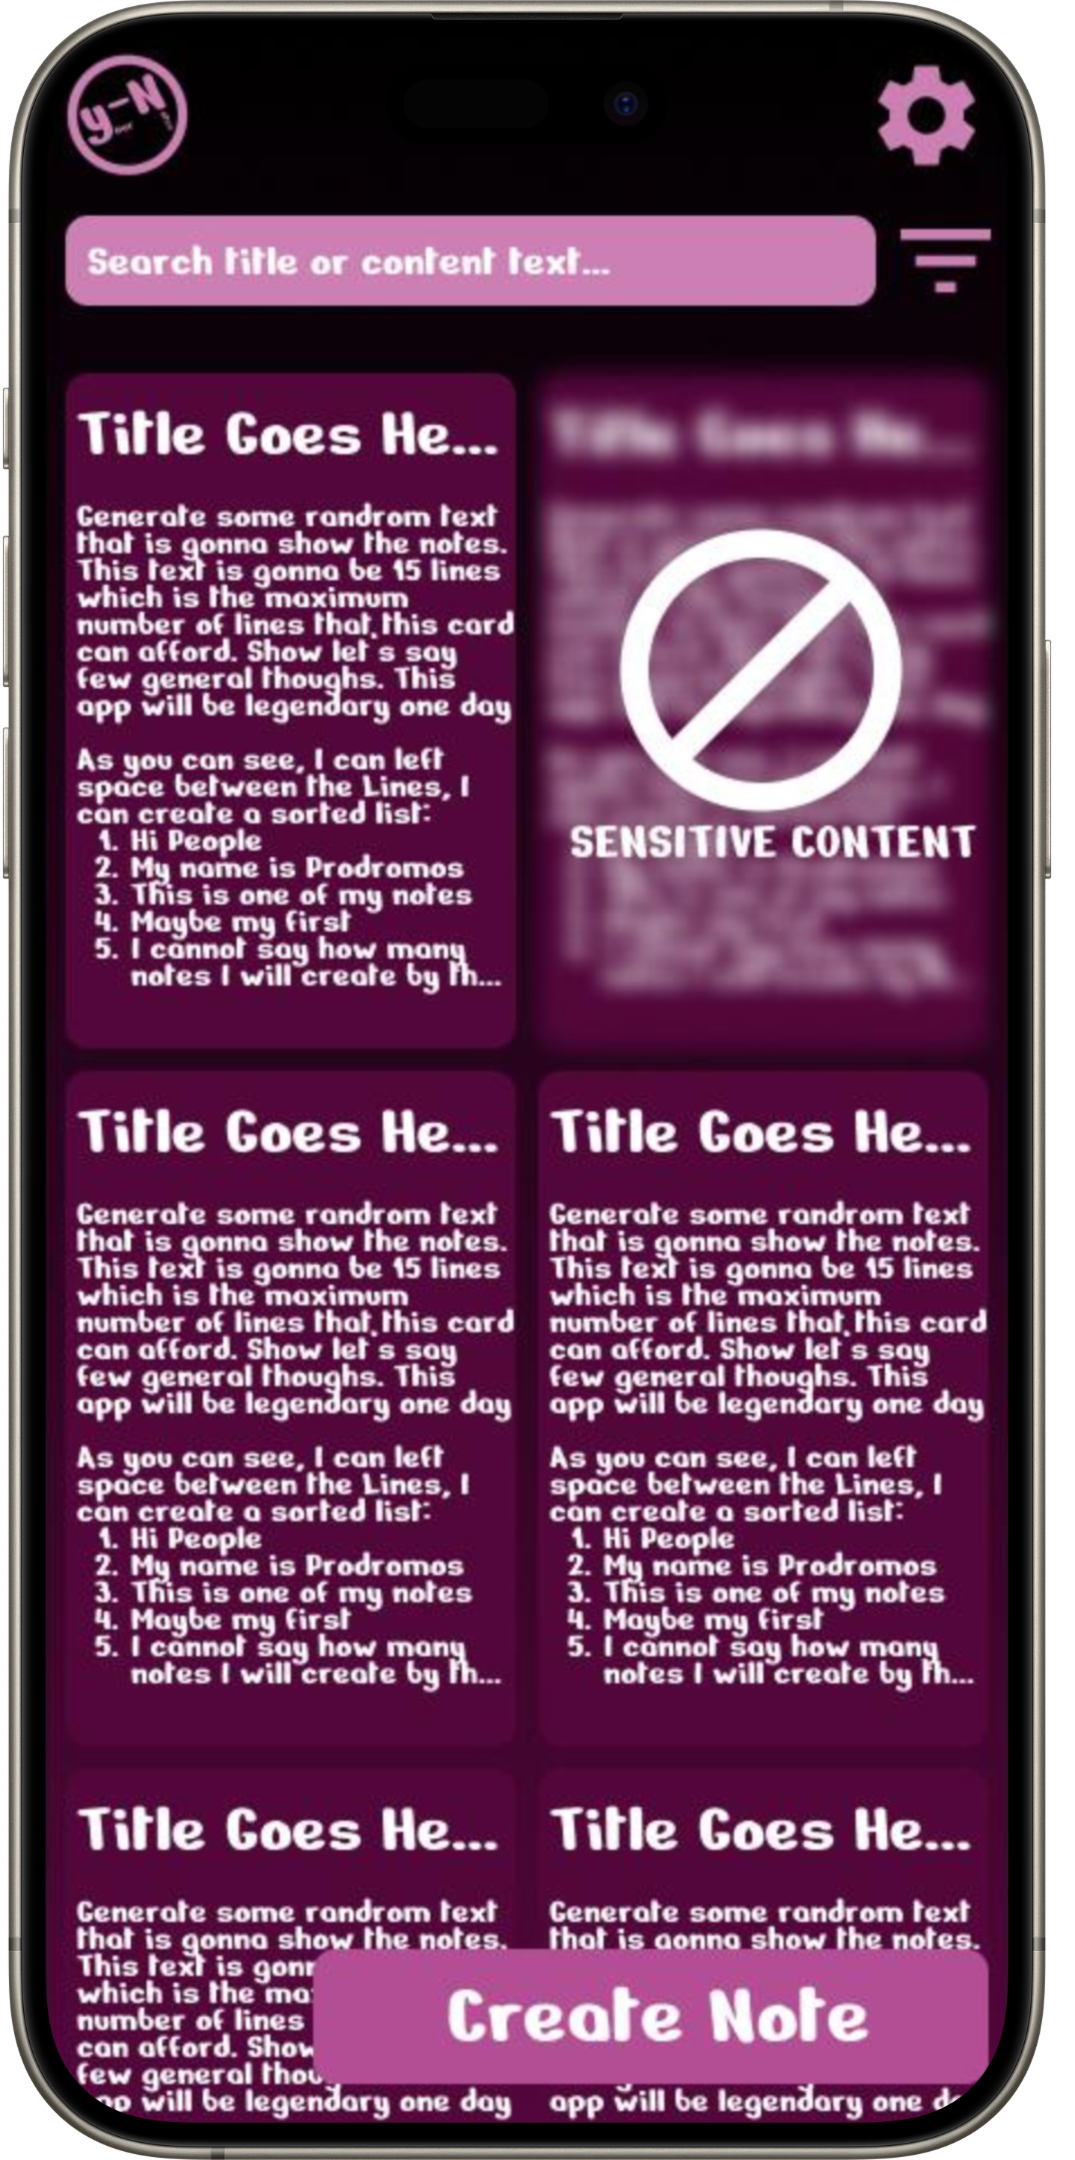 y-N
Search title or content text...
Title Goes He...
Generate some randrom text
that is gonna show the notes.
This text is gonna be 15 lines
which is the maximum
number of lines that this card
can afford. Show let's say
few general thoughs. This
app will be legendary one day
As you can see, I can left
space between the Lines, I
can create a sorted list:
1. Hi People
2. My name is Prodromos
3. This is one of my notes
4. Maybe my first
5. I cannot say how many
notes I will create by th...
Title Goes He...
SENSITIVE CONTENT
Title Goes He...
Generate some randrom text
that is gonna show the notes.
This text is gonna be 15 lines
which is the maximum
number of lines that this card
can afford. Show let's say
few general thoughs. This
app will be legendary one day
As you can see, I can left
space between the Lines, I
can create a sorted list:
1. Hi People
2. My name is Prodromos
3. This is one of my notes
4. Maybe my first
5. I cannot say how many
notes I will create by th...
Title Goes He...
Generate some randrom text
that is gonna show the notes.
This text is gonna be 15 lines
which is the maximum
number of lines that this card
can afford. Show let's say
few general thoughs. This
app will be legendary one day
As you can see, I can left
space between the Lines, I
can create a sorted list:
1. Hi People
2. My name is Prodromos
3. This is one of my notes
4. Maybe my first
5. I cannot say how many
notes I will create by th...
Title Goes He...
Generate some randrom text
that is gonna show the notes.
This text is gonr
which is the ma
number of lines
can afford. Show
few general thou
app will be legendary one day
Title Goes He...
Generate some randrom text
that is gonna show the notes.
app will be legendary one d
Create Note